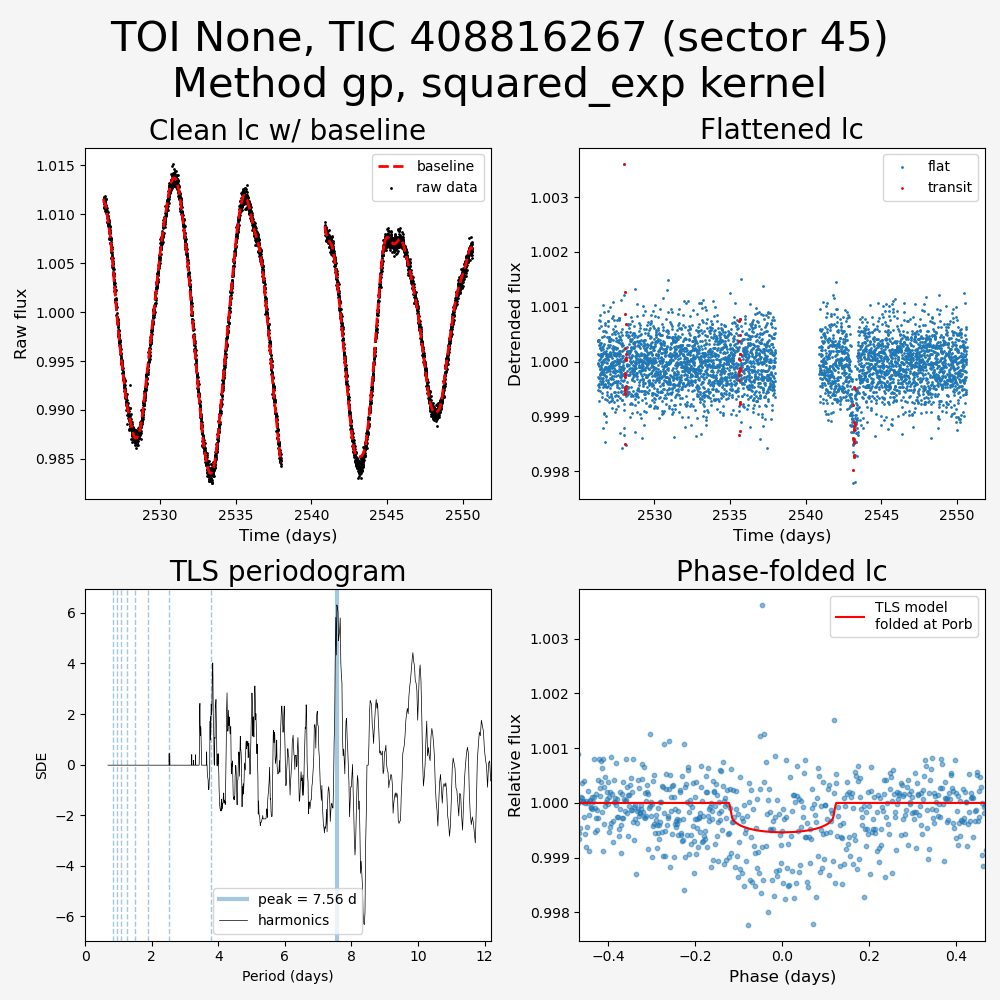 TOI None, TIC 408816267 (sector 45)
Method gp, squared_exp kernel
Clean lc w/ baseline
baseline
raw data
1.015
1.010
1.005
1.000
0.995
0.990
0.985
Raw flux
2530
2535
2540
2545
2550
Time (days)
Flattened lc
flat
transit
1.003
1.002
1.001
1.000
0.999
0.998
Detrended flux
2530
2535
2540
2545
2550
Time (days)
TLS periodogram
6
4
2
0
−2
−4
−6
SDE
peak = 7.56 d
harmonics
0
2
4
6
8
10
12
Period (days)
Phase-folded lc
TLS model
folded at Porb
1.003
1.002
1.001
1.000
0.999
0.998
Relative flux
−0.4
−0.2
0.0
0.2
0.4
Phase (days)